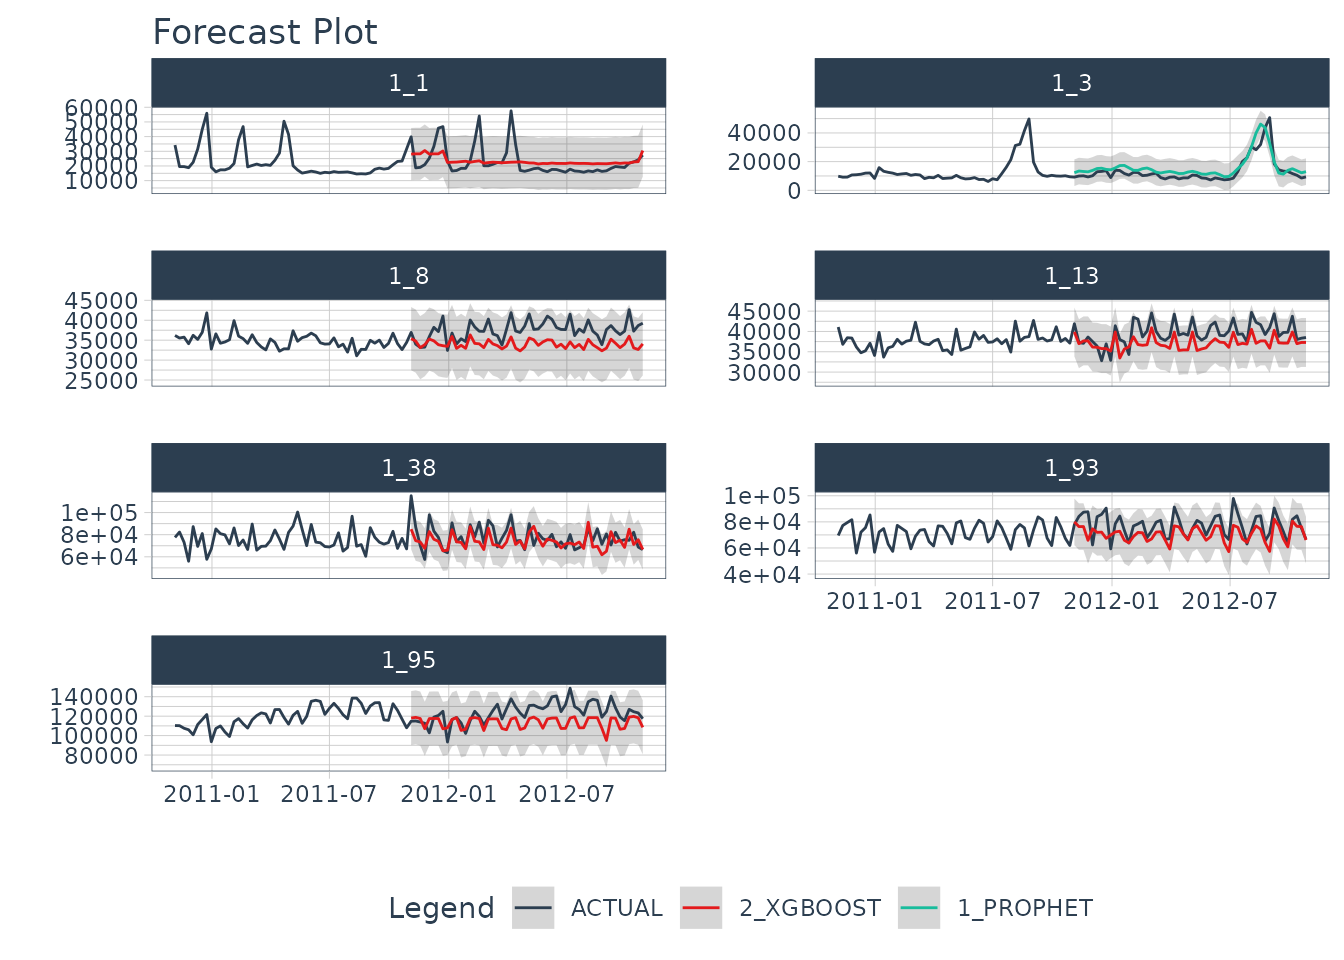 Forecast Plot
1_1
60000
50000
40000
30000
20000
10000
1_3
40000
20000
0
1_8
45000
40000
35000
30000
25000
1_13
45000
40000
35000
30000
1_38
1e+05
8e+04
6e+04
1_93
1e+05
8e+04
6e+04
4e+04
2011-01 2011-07 2012-01 2012-07
1_95
140000
120000
100000
80000
2011-01 2011-07 2012-01 2012-07
Legend ACTUAL 2_XGBOOST 1_PROPHET